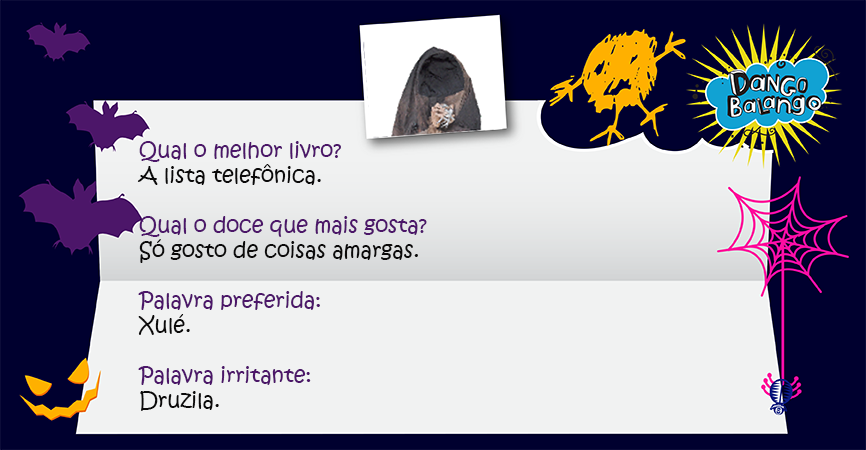 DANGO
BALANGO
Qual o melhor livro?
A lista telefônica.
Qual o doce que mais gosta?
Só gosto de coisas amargas.
Palavra preferida:
Xulé.
Palavra irritante:
Druzila.